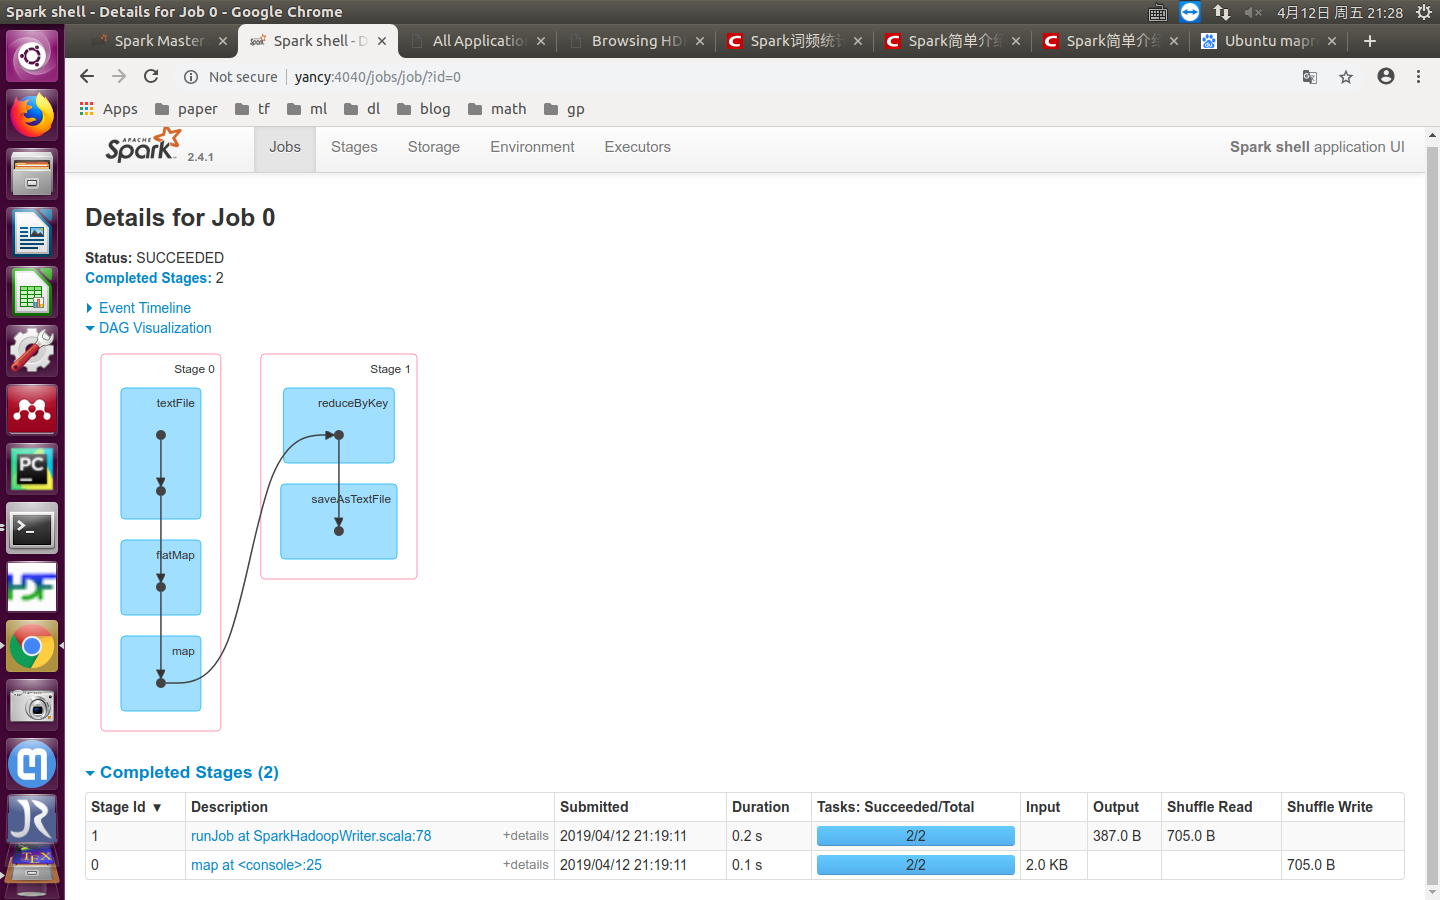 Spark shell - Details for Job 0 - Google Chrome
4月12日 周五 21:28
Spark Master
Spark shell - D
All Application
Browsing HD
Spark词频统计
Spark简单介绍
Spark简单介绍
Ubuntu mapr
Not secure yancy:4040/jobs/job/?id=0
Apps paper tf ml dl blog math gp
APACHE Spark 2.4.1
Jobs Stages Storage Environment Executors
Spark shell application UI
Details for Job 0
Status: SUCCEEDED
Completed Stages: 2
Event Timeline
DAG Visualization
Stage 0
textFile
flatMap
map
Stage 1
reduceByKey
saveAsTextFile
Completed Stages (2)
Stage Id ▼ Description Submitted Duration Tasks: Succeeded/Total Input Output Shuffle Read Shuffle Write
1 runJob at SparkHadoopWriter.scala:78 +details 2019/04/12 21:19:11 0.2 s 2/2 387.0 B 705.0 B
0 map at <console>:25 +details 2019/04/12 21:19:11 0.1 s 2/2 2.0 KB 705.0 B
PC
>_
HDF
JR
TEX